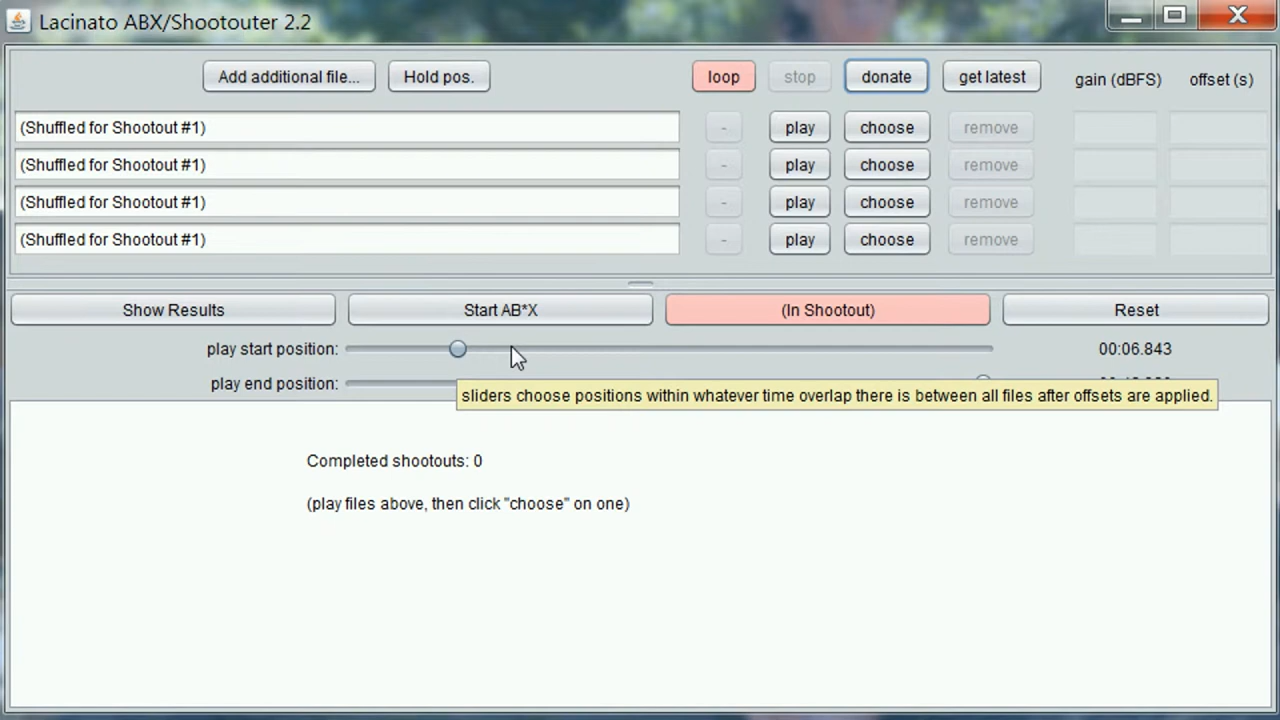 Lacinato ABX/Shootouter 2.2
Add additional file... Hold pos. loop stop donate get latest gain (dBFS) offset (s)
(Shuffled for Shootout #1) - play choose remove
(Shuffled for Shootout #1) - play choose remove
(Shuffled for Shootout #1) - play choose remove
(Shuffled for Shootout #1) - play choose remove
Show Results Start AB*X (In Shootout) Reset
play start position: 00:06.843
play end position:
sliders choose positions within whatever time overlap there is between all files after offsets are applied.
Completed shootouts: 0
(play files above, then click "choose" on one)